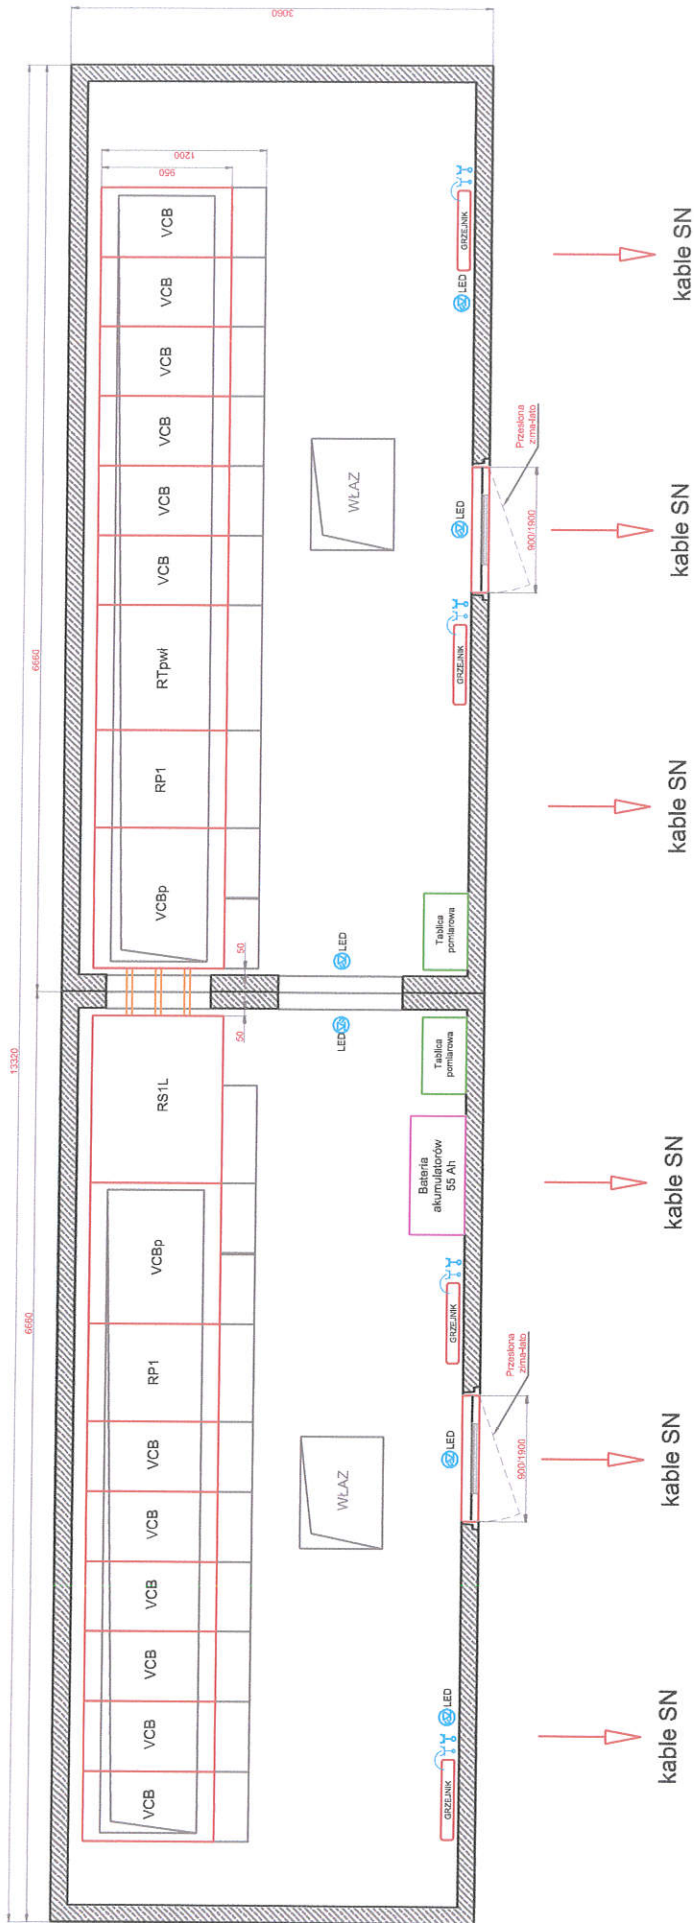 3060
13320
6660
6660
1200
950
VCB
VCB
VCB
VCB
VCB
VCB
RTpwł
RP1
VCBp
50
50
RS1L
VCBp
RP1
VCB
VCB
VCB
VCB
VCB
VCB
WŁAZ
WŁAZ
LED
LED
LED
LED
LED
LED
GRZEJNIK
GRZEJNIK
GRZEJNIK
GRZEJNIK
Tablica
pomiarowa
Tablica
pomiarowa
Bateria
akumulatorów
55 Ah
Przesłona
zima-lato
900/1900
Przesłona
zima-lato
900/1900
kable SN
kable SN
kable SN
kable SN
kable SN
kable SN